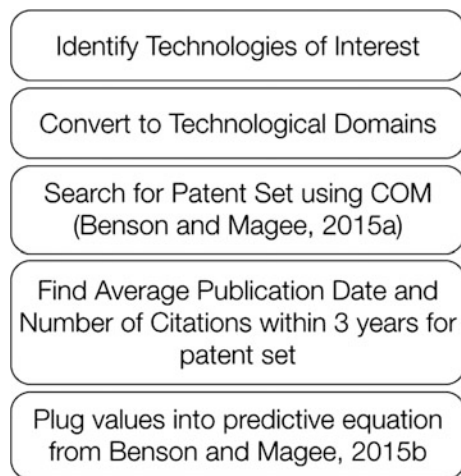 Identify Technologies of Interest
Convert to Technological Domains
Search for Patent Set using COM
(Benson and Magee, 2015a)
Find Average Publication Date and
Number of Citations within 3 years for
patent set
Plug values into predictive equation
from Benson and Magee, 2015b